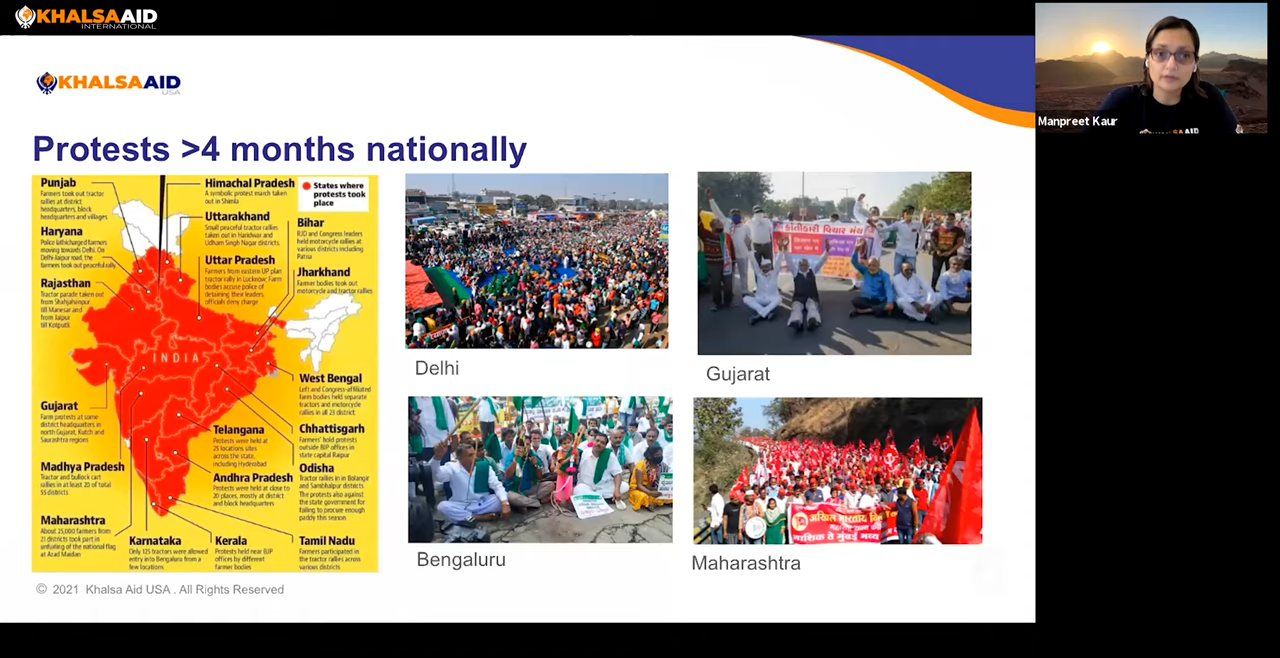 KHALSAAID
INTERNATIONAL
Manpreet Kaur
KHALSAAID
USA
Protests >4 months nationally
Punjab
Farmers took out tractor
rallies at district, block
headquarters and villages
Haryana
Police lathicharged farmers
moving towards Delhi. On
Delhi-Jaipur road, the
farmers took out peaceful rally
Rajasthan
Tractor parade taken out
from Shahjahanpur
till Manesar and
from Jaipur
till Kotputli
Himachal Pradesh
A symbolic protest march taken
out in Shimla
Uttarakhand
Small peaceful tractor rallies
taken out in Haridwar and
Udham Singh Nagar districts.
Uttar Pradesh
Farmers from eastern UP plan
tractor rally in Lucknow; Farm
bodies accuse police of
detaining their leaders
officials deny charge
States where
protests took
place
Bihar
RJD and Congress leaders
held motorcycle rallies at
various districts including
Patna
Jharkhand
Farmer bodies took out
motorcycle and tractor rallies
INDIA
Gujarat
Farm protests at some
district headquarters in
north Gujarat, Kutch and
Saurashtra regions
Madhya Pradesh
Tractor and bullock cart
rallies in at least 20 of total
55 districts
Maharashtra
About 25,000 farmers from
21 districts took part in
unfurling of the national flag
at Azad Maidan
Telangana
Protests were held at
25 locations sites
across the state,
including Hyderabad
Andhra Pradesh
Protests were held at close to
20 places, mostly at district
and block headquarters
Karnataka
Only 125 tractors were allowed
entry into Bengaluru from a
few locations
Kerala
Protests held near BJP
offices by different
farmer bodies
West Bengal
Left and Congress-affiliated
farm bodies held separate
tractors and motorcycle
rallies in all 23 district
Chhattisgarh
Farmers' hold protests
outside BJP offices in
state capital Raipur
Odisha
Tractor rallies in in Bolangir
and Sambhalpur districts.
The protests also against
the state government for
failing to procure enough
paddy this season.
Tamil Nadu
Farmers participated in
the tractor rallies across
various districts
Delhi
क्रांतीकारी विचार मंच
Gujarat
Bengaluru
अखिल भारतीय
नाशिक ते मुंबई भव्य
Maharashtra
© 2021 Khalsa Aid USA . All Rights Reserved